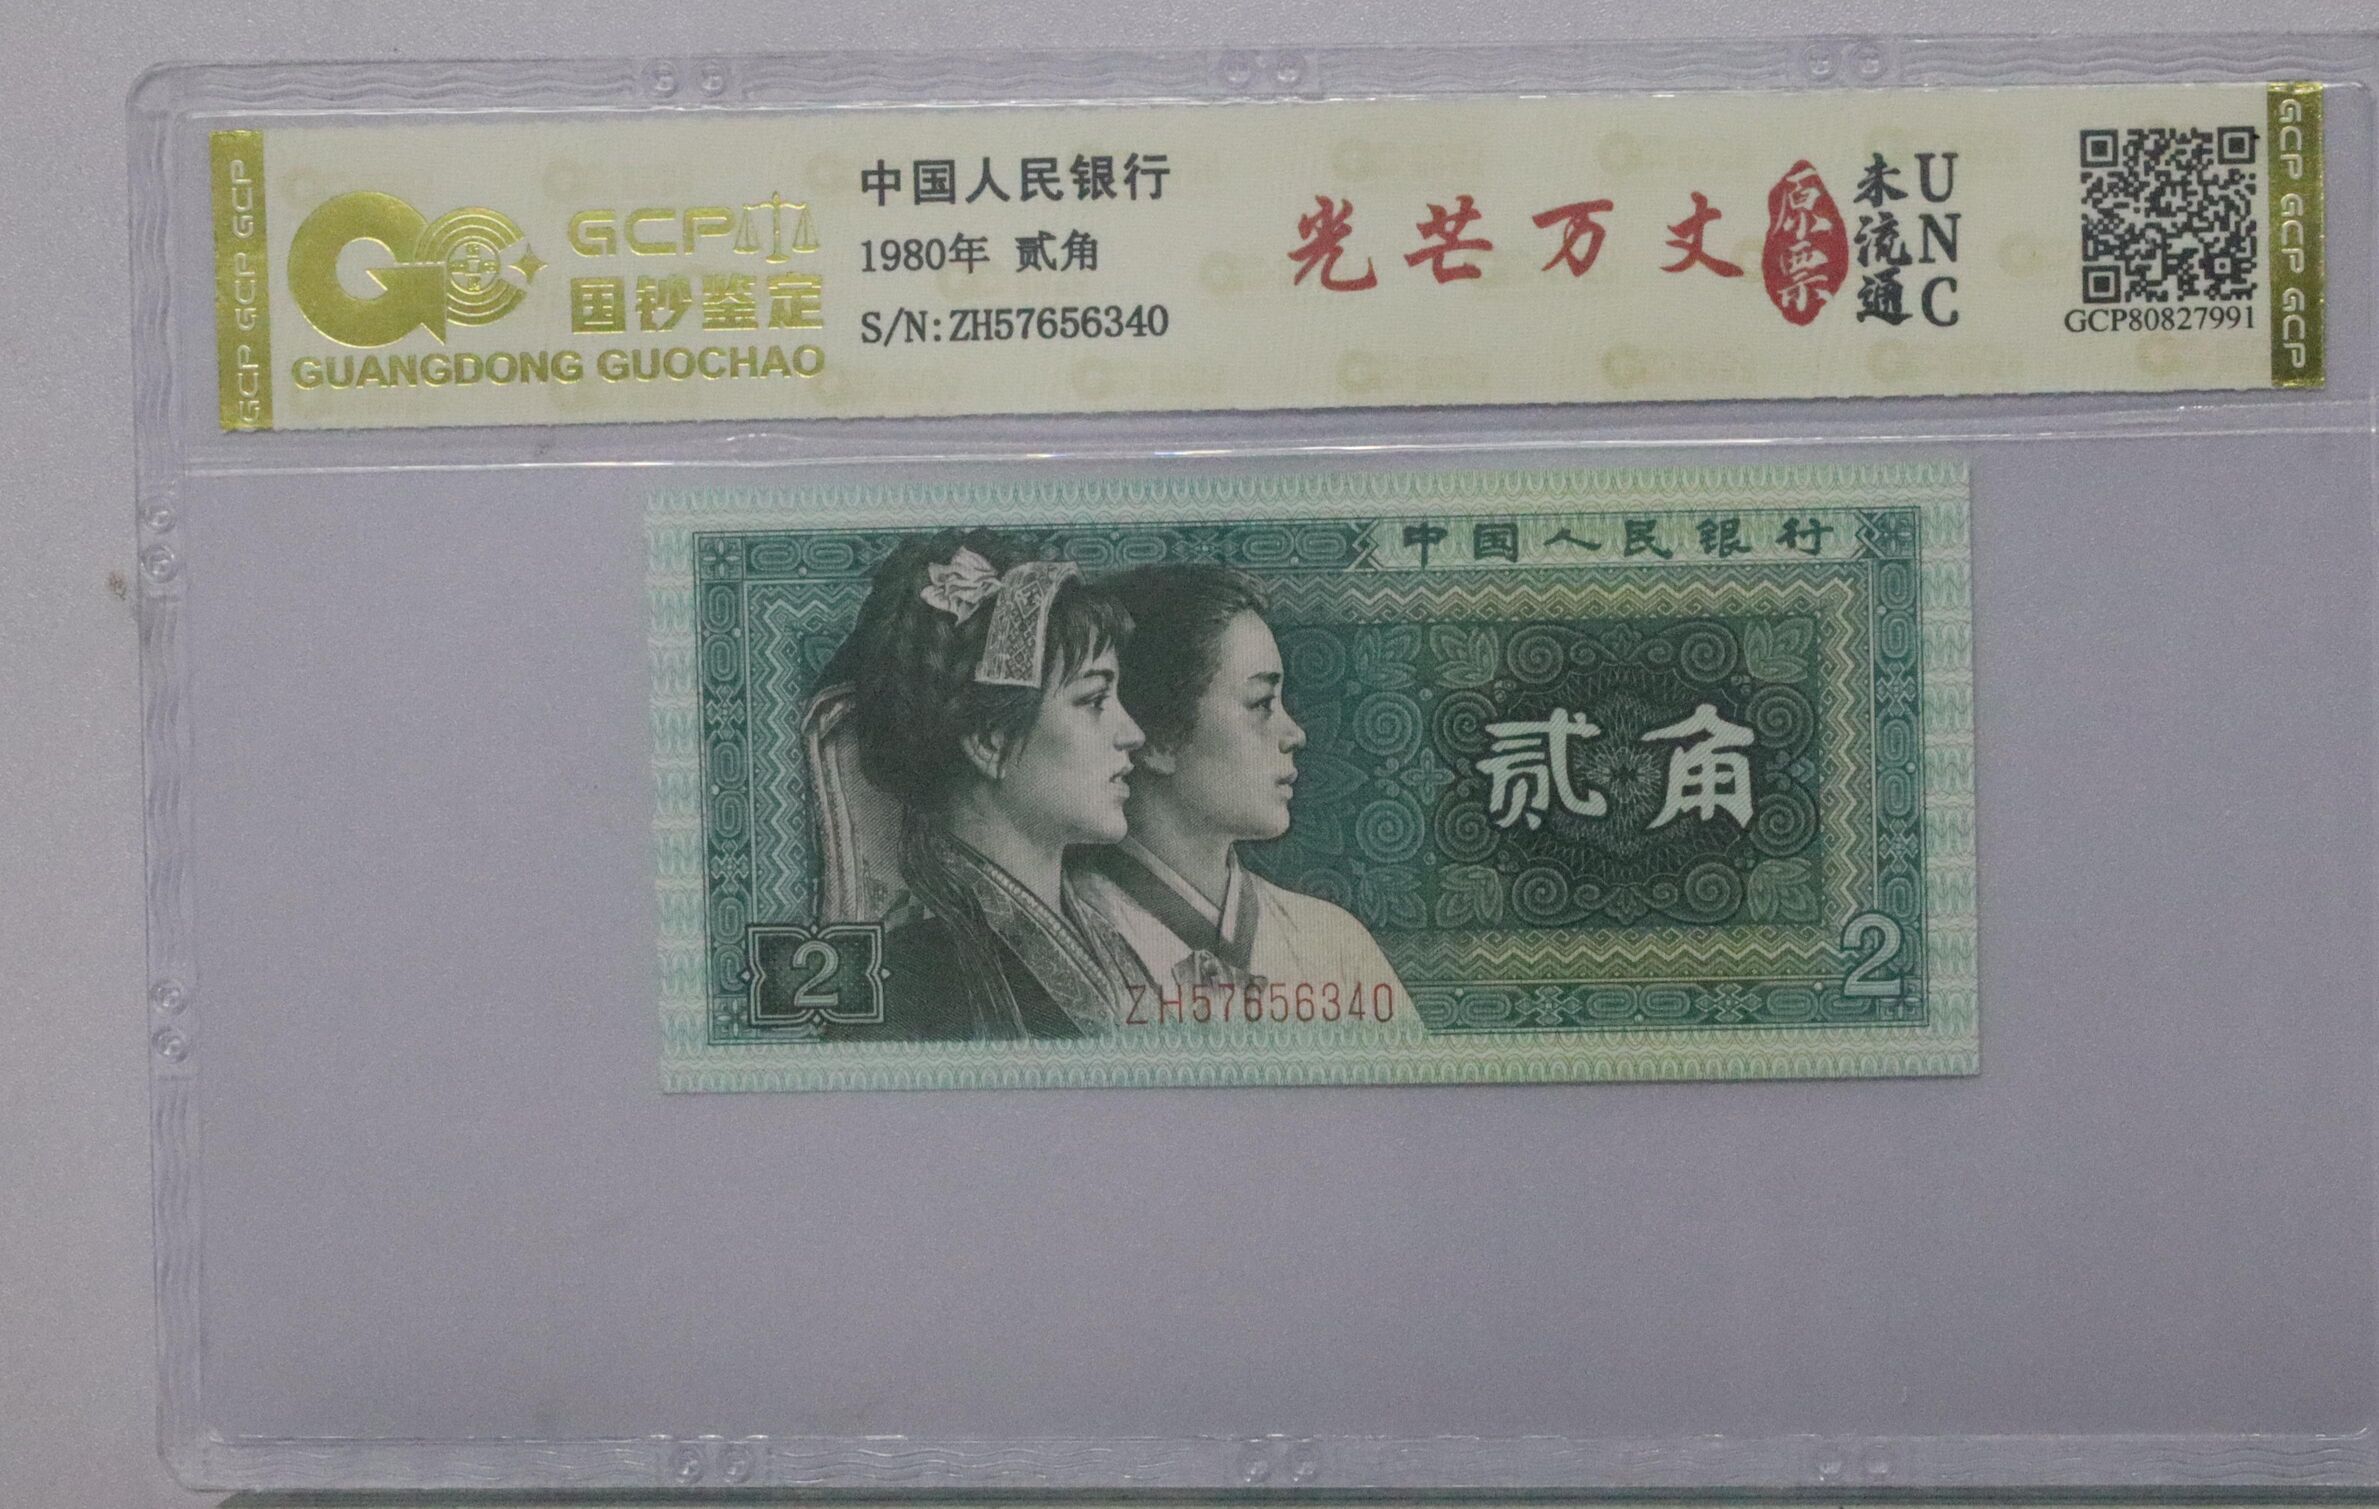 GCP GCP GCP
GCP
国钞鉴定
GUANGDONG GUOCHAO
中国人民银行
1980年 贰角
S/N:ZH57656340
光芒万丈
原票
未流通
UNC
GCP80827991
GCP GCP GCP
中国人民银行
贰角
2
2
ZH57656340